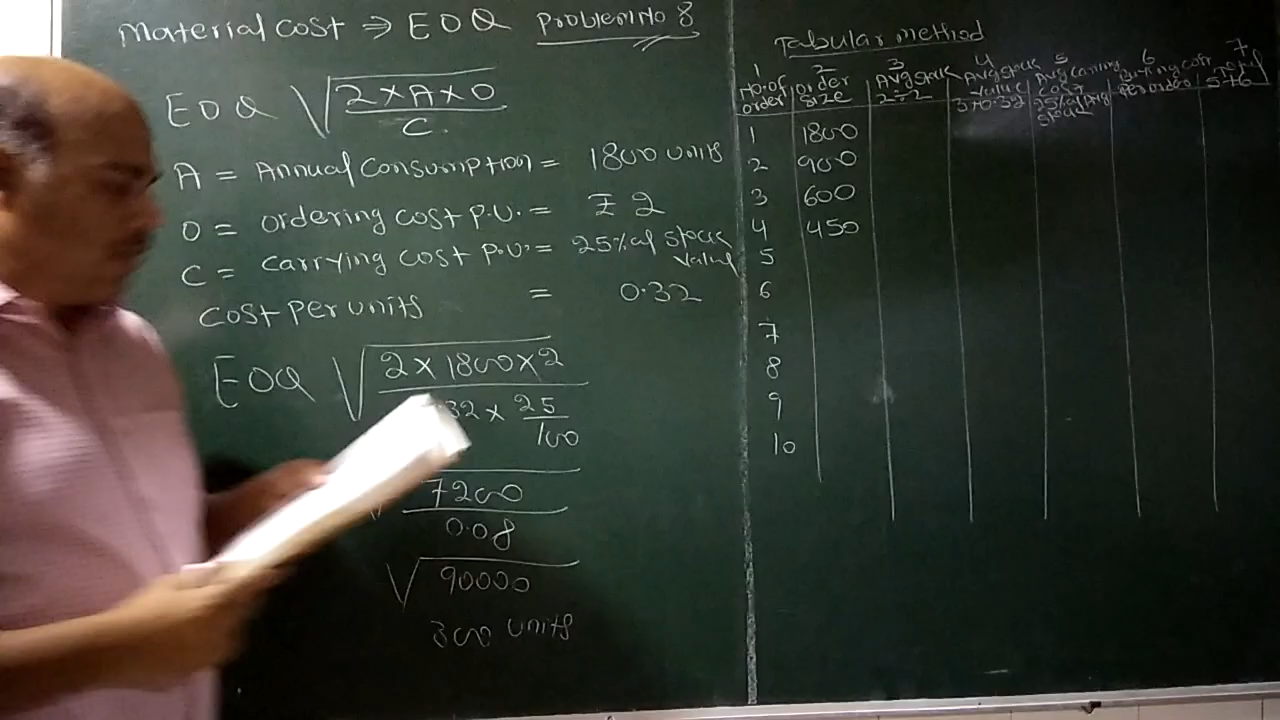 Material Cost ⇒ EOQ Problem No 8
EOQ √ 2×A×O
C.
A = Annual Consumption = 1800 units
O = ordering cost P.U. = ₹ 2
C = carrying cost P.U. = 25% of stock
value
cost per units = 0.32
EOQ √ 2×1800×2
32 × 25
100
7200
0.08
√ 90000
300 units
Tabular method
1 2 3 4 5 6 7
No. of order
order size
Avg stock 2÷2
Avg stock value 3×0.32
Avg carrying cost 25% of Avg stock
Per order
5+6
1 1800
2 900
3 600
4 450
5
6
7
8
9
10